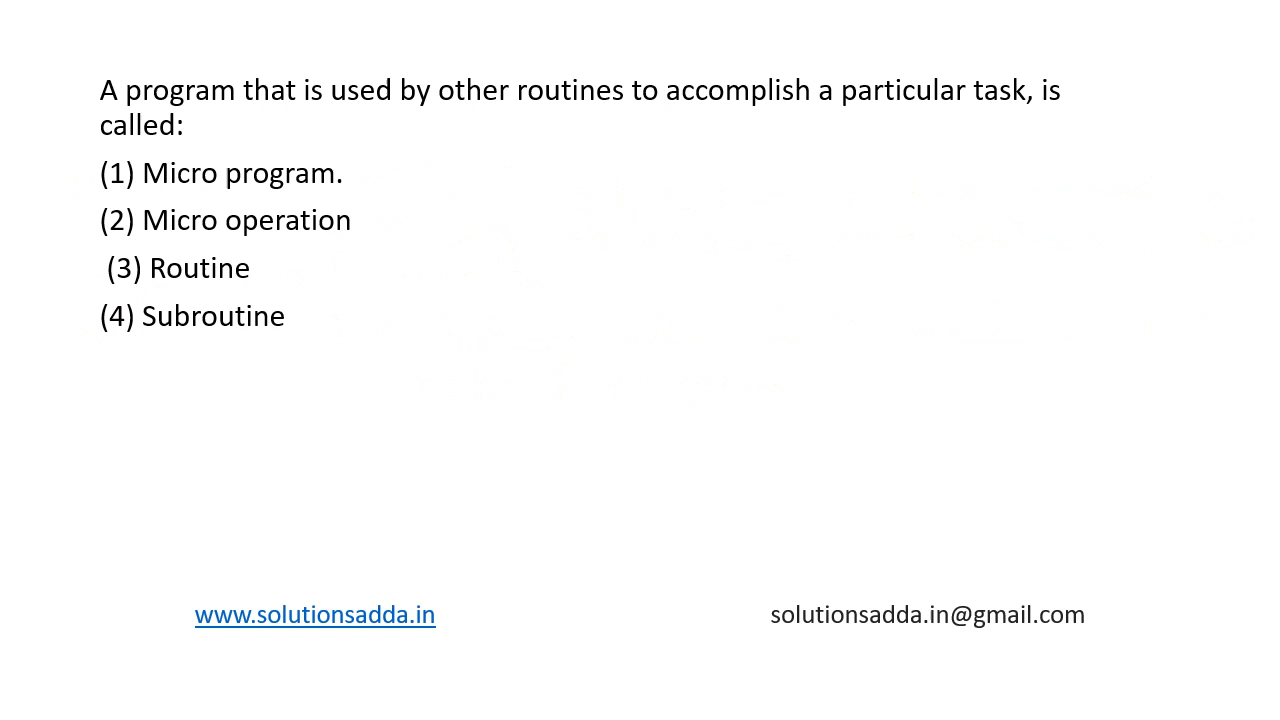 A program that is used by other routines to accomplish a particular task, is
called:
(1) Micro program.
(2) Micro operation
(3) Routine
(4) Subroutine
www.solutionsadda.in
solutionsadda.in@gmail.com